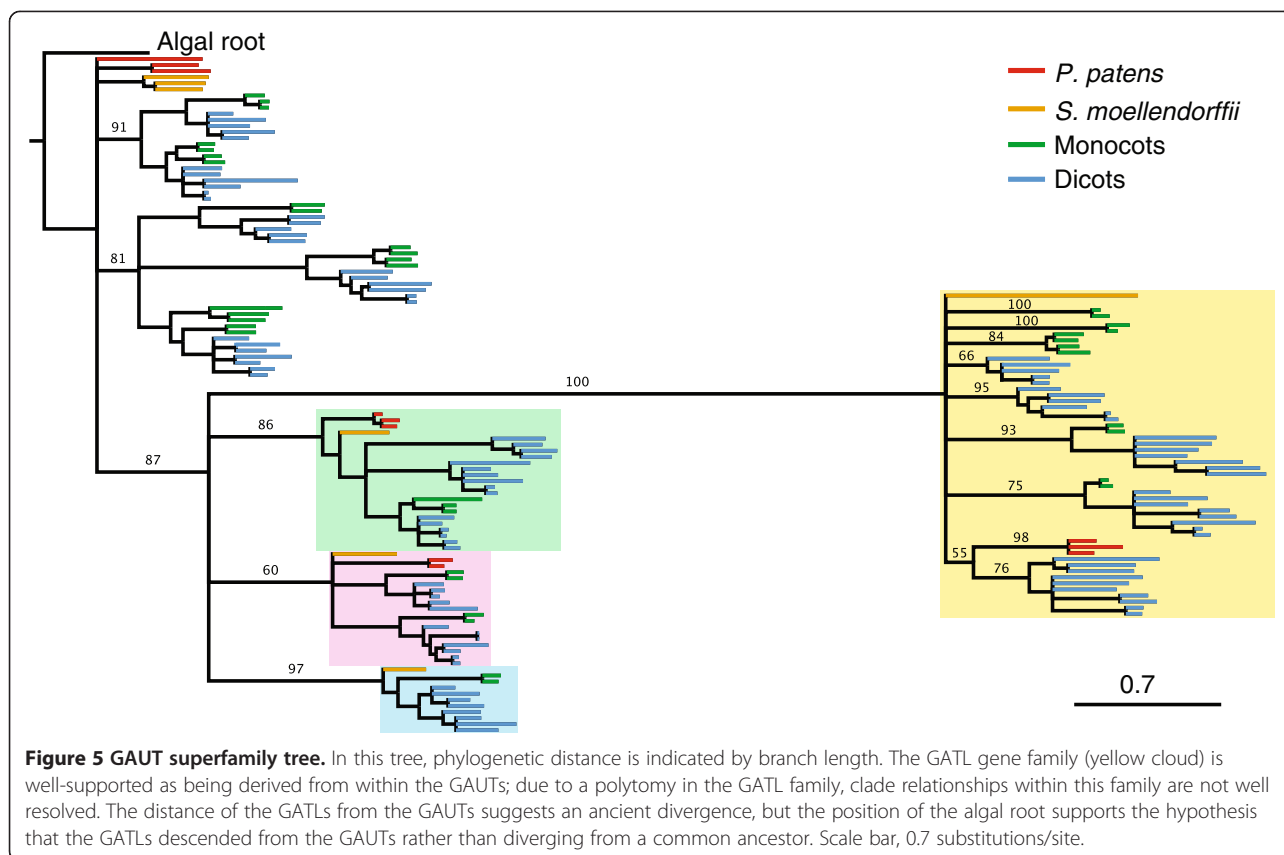 Algal root
P. patens
S. moellendorffii
Monocots
Dicots
91
81
100
100
100
84
66
95
86
93
87
75
98
55
76
60
97
0.7
Figure 5 GAUT superfamily tree. In this tree, phylogenetic distance is indicated by branch length. The GATL gene family (yellow cloud) is
well-supported as being derived from within the GAUTs; due to a polytomy in the GATL family, clade relationships within this family are not well
resolved. The distance of the GATLs from the GAUTs suggests an ancient divergence, but the position of the algal root supports the hypothesis
that the GATLs descended from the GAUTs rather than diverging from a common ancestor. Scale bar, 0.7 substitutions/site.